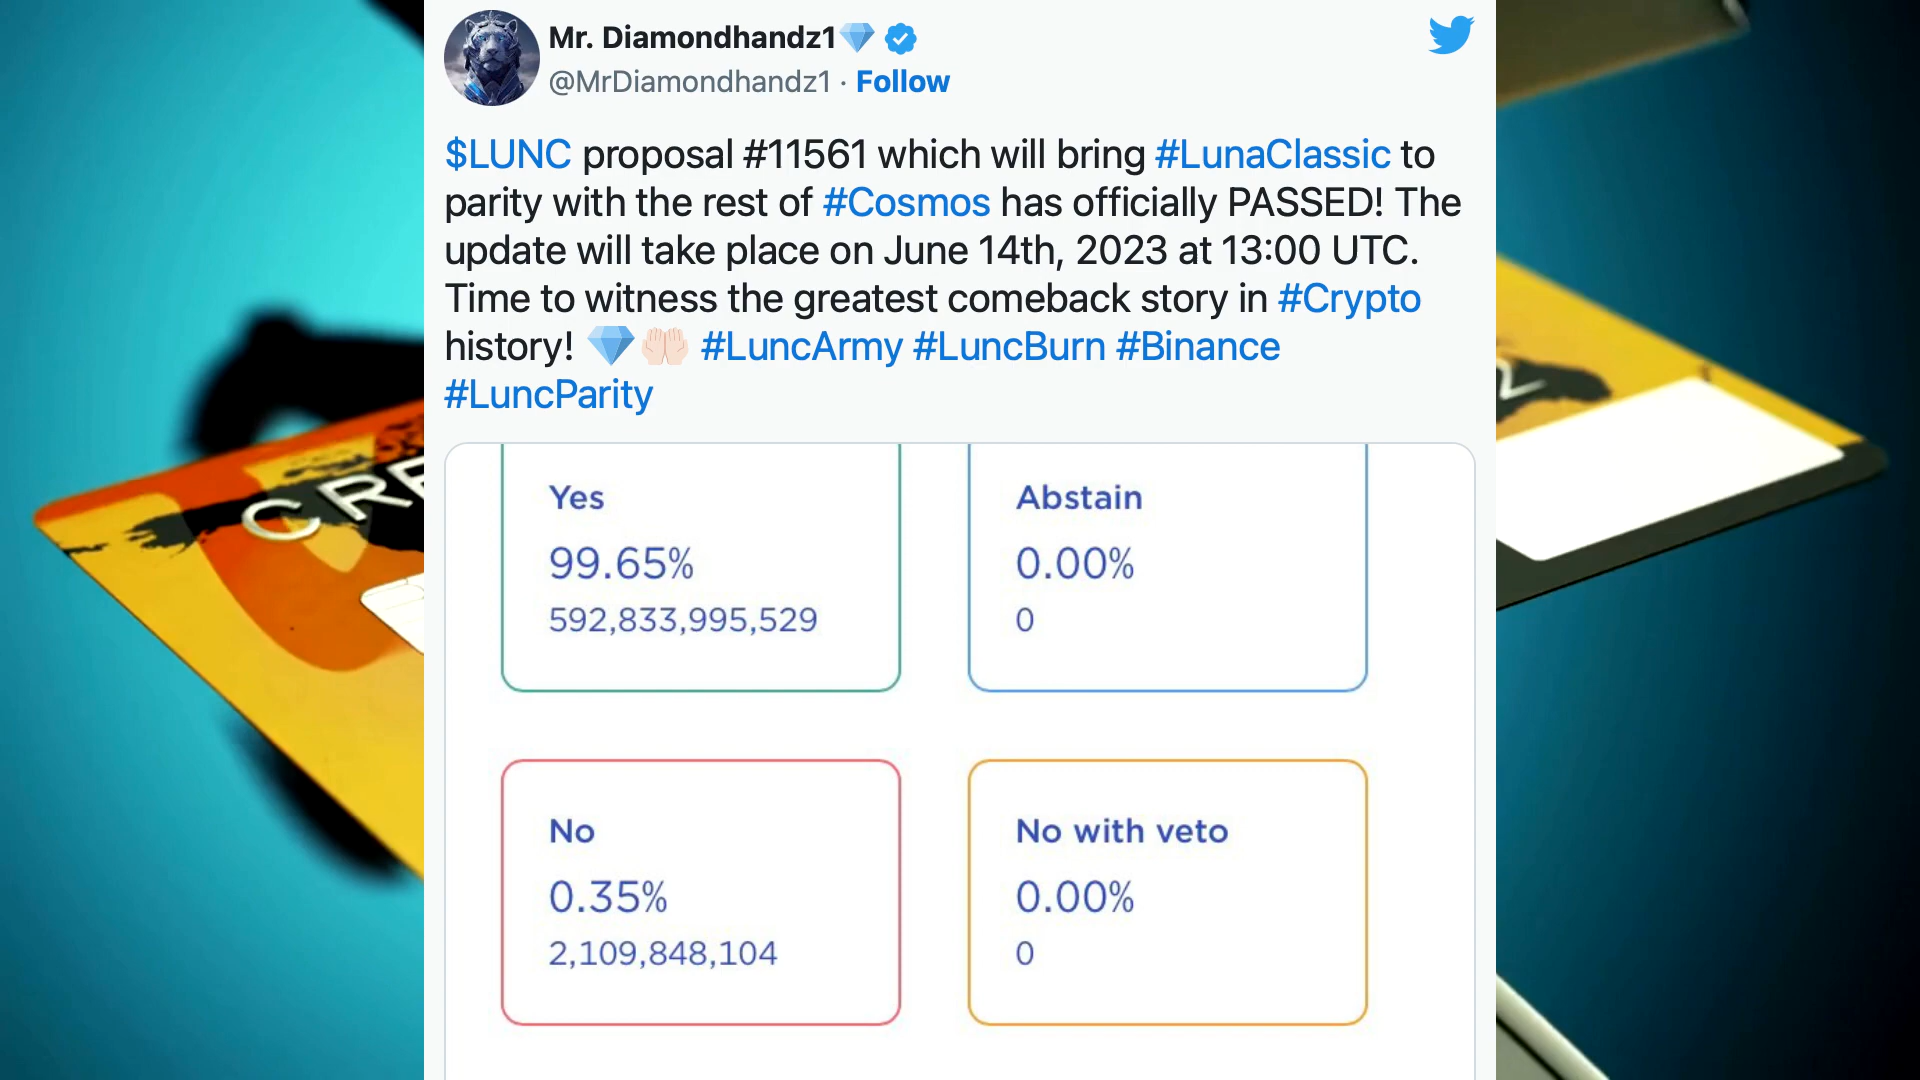 Mr. Diamondhandz1💎
@MrDiamondhandz1 · Follow
$LUNC proposal #11561 which will bring #LunaClassic to
parity with the rest of #Cosmos has officially PASSED! The
update will take place on June 14th, 2023 at 13:00 UTC.
Time to witness the greatest comeback story in #Crypto
history! 💎🤲🏻 #LuncArmy #LuncBurn #Binance
#LuncParity
Yes
99.65%
592,833,995,529
Abstain
0.00%
0
No
0.35%
2,109,848,104
No with veto
0.00%
0
CRE